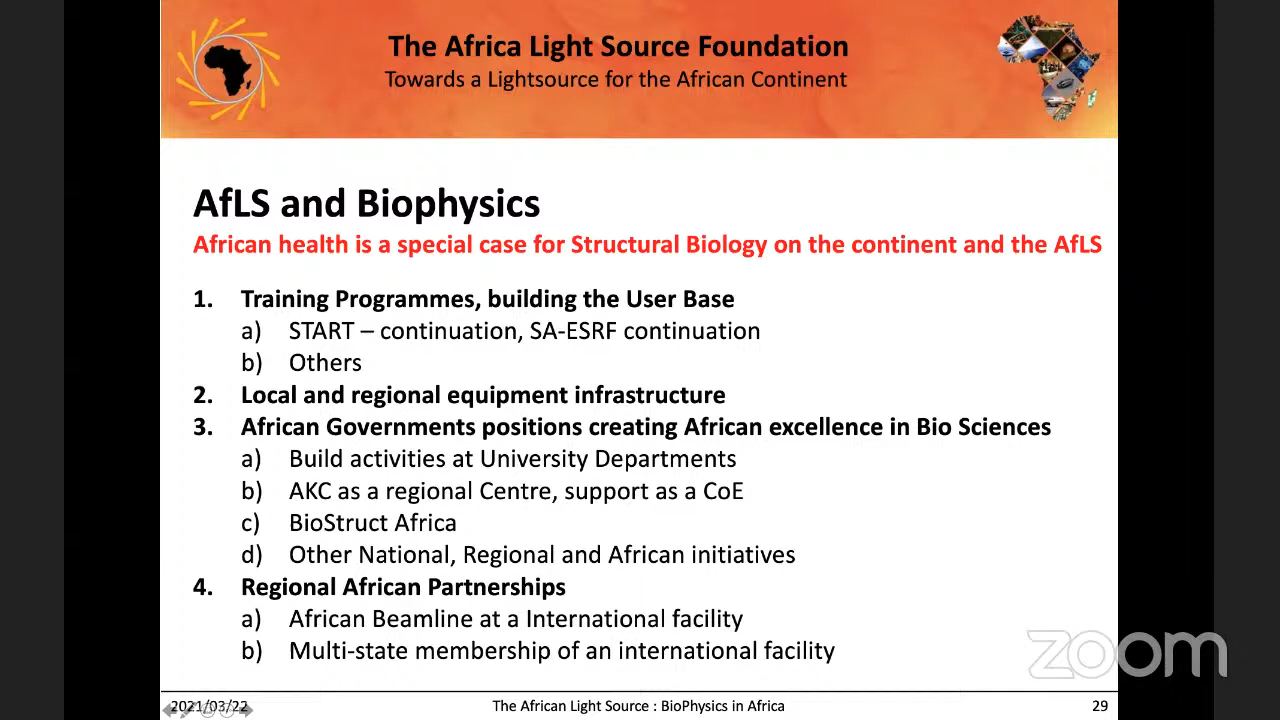 The Africa Light Source Foundation
Towards a Lightsource for the African Continent
AfLS and Biophysics
African health is a special case for Structural Biology on the continent and the AfLS
1. Training Programmes, building the User Base
a) START – continuation, SA-ESRF continuation
b) Others
2. Local and regional equipment infrastructure
3. African Governments positions creating African excellence in Bio Sciences
a) Build activities at University Departments
b) AKC as a regional Centre, support as a CoE
c) BioStruct Africa
d) Other National, Regional and African initiatives
4. Regional African Partnerships
a) African Beamline at a International facility
b) Multi-state membership of an international facility
zoom
2021/03/22 The African Light Source : BioPhysics in Africa 29